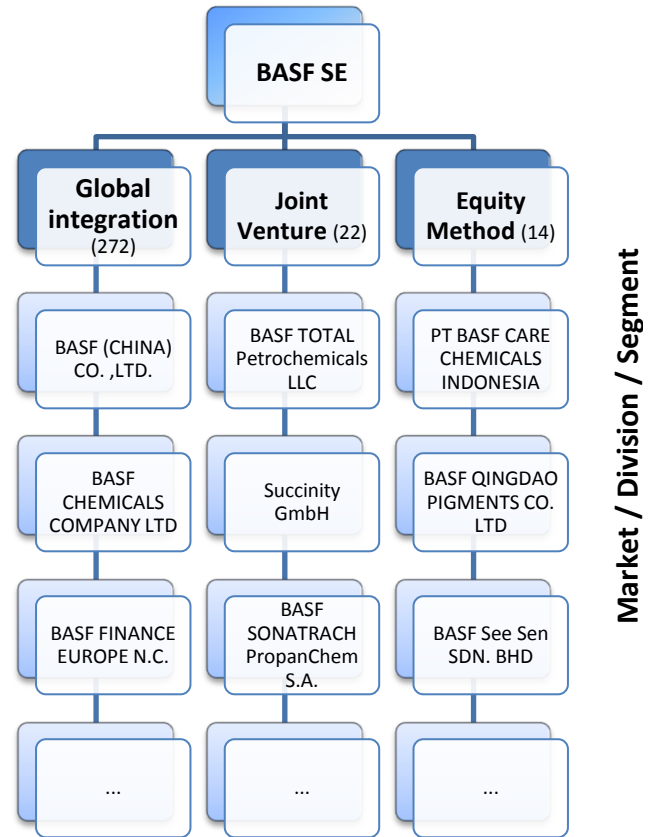 BASF SE
Global
integration
(272)
Joint
Venture (22)
Equity
Method (14)
BASF (CHINA)
CO. ,LTD.
BASF TOTAL
Petrochemicals
LLC
PT BASF CARE
CHEMICALS
INDONESIA
BASF
CHEMICALS
COMPANY LTD
Succinity
GmbH
BASF QINGDAO
PIGMENTS CO.
LTD
BASF FINANCE
EUROPE N.C.
BASF
SONATRACH
PropanChem
S.A.
BASF See Sen
SDN. BHD
...
...
...
Market / Division / Segment